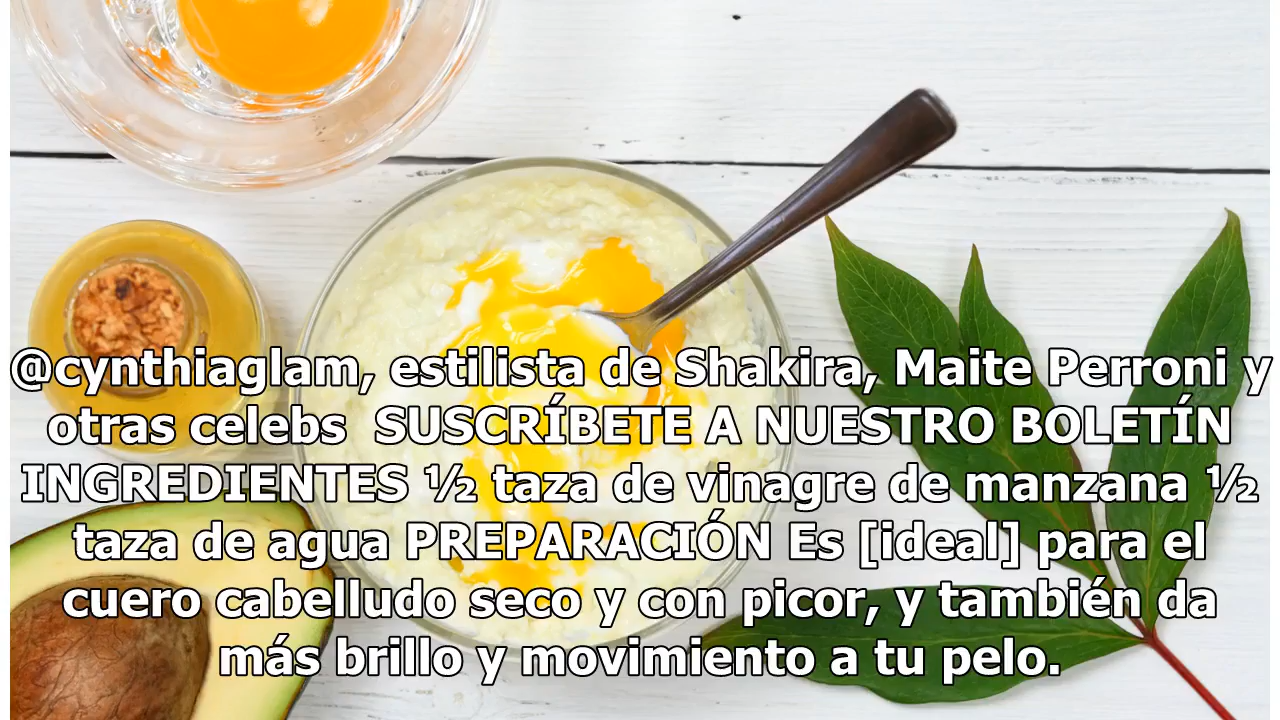 @cynthiaglam, estilista de Shakira, Maite Perroni y
otras celebs  SUSCRÍBETE A NUESTRO BOLETÍN
INGREDIENTES ½ taza de vinagre de manzana ½
taza de agua PREPARACIÓN Es [ideal] para el
cuero cabelludo seco y con picor, y también da
más brillo y movimiento a tu pelo.